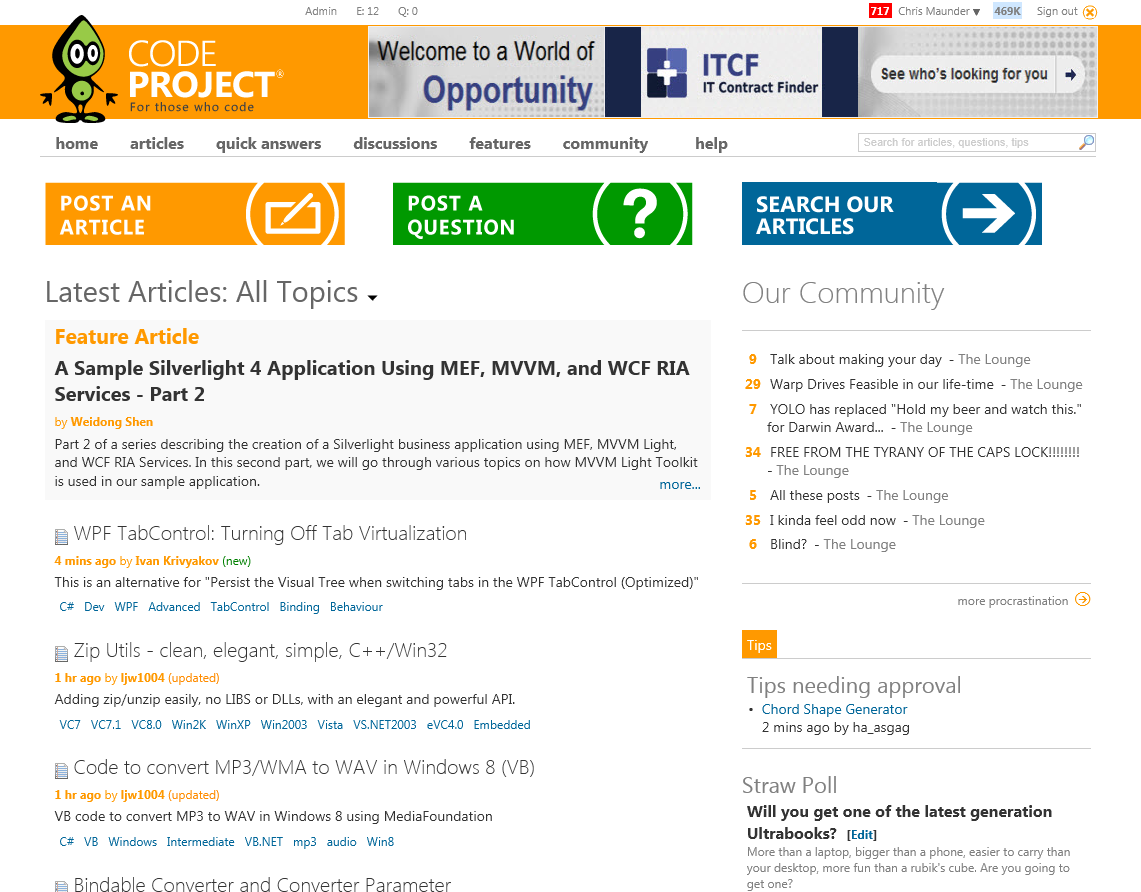 Admin E: 12 Q: 0
717 Chris Maunder ▼ 469K Sign out
CODE
PROJECT®
For those who code
Welcome to a World of
Opportunity
ITCF
IT Contract Finder
See who's looking for you
home articles quick answers discussions features community help
Search for articles, questions, tips
POST AN
ARTICLE
POST A
QUESTION
?
SEARCH OUR
ARTICLES
Latest Articles: All Topics
Feature Article
A Sample Silverlight 4 Application Using MEF, MVVM, and WCF RIA
Services - Part 2
by Weidong Shen
Part 2 of a series describing the creation of a Silverlight business application using MEF, MVVM Light,
and WCF RIA Services. In this second part, we will go through various topics on how MVVM Light Toolkit
is used in our sample application.
more...
WPF TabControl: Turning Off Tab Virtualization
4 mins ago by Ivan Krivyakov (new)
This is an alternative for "Persist the Visual Tree when switching tabs in the WPF TabControl (Optimized)"
C# Dev WPF Advanced TabControl Binding Behaviour
Zip Utils - clean, elegant, simple, C++/Win32
1 hr ago by ljw1004 (updated)
Adding zip/unzip easily, no LIBS or DLLs, with an elegant and powerful API.
VC7 VC7.1 VC8.0 Win2K WinXP Win2003 Vista VS.NET2003 eVC4.0 Embedded
Code to convert MP3/WMA to WAV in Windows 8 (VB)
1 hr ago by ljw1004 (updated)
VB code to convert MP3 to WAV in Windows 8 using MediaFoundation
C# VB Windows Intermediate VB.NET mp3 audio Win8
Bindable Converter and Converter Parameter
Our Community
9 Talk about making your day - The Lounge
29 Warp Drives Feasible in our life-time - The Lounge
7 YOLO has replaced "Hold my beer and watch this."
for Darwin Award... - The Lounge
34 FREE FROM THE TYRANY OF THE CAPS LOCK!!!!!!!!
- The Lounge
5 All these posts - The Lounge
35 I kinda feel odd now - The Lounge
6 Blind? - The Lounge
more procrastination
Tips
Tips needing approval
• Chord Shape Generator
2 mins ago by ha_asgag
Straw Poll
Will you get one of the latest generation
Ultrabooks? [Edit]
More than a laptop, bigger than a phone, easier to carry than
your desktop, more fun than a rubik's cube. Are you going to
get one?